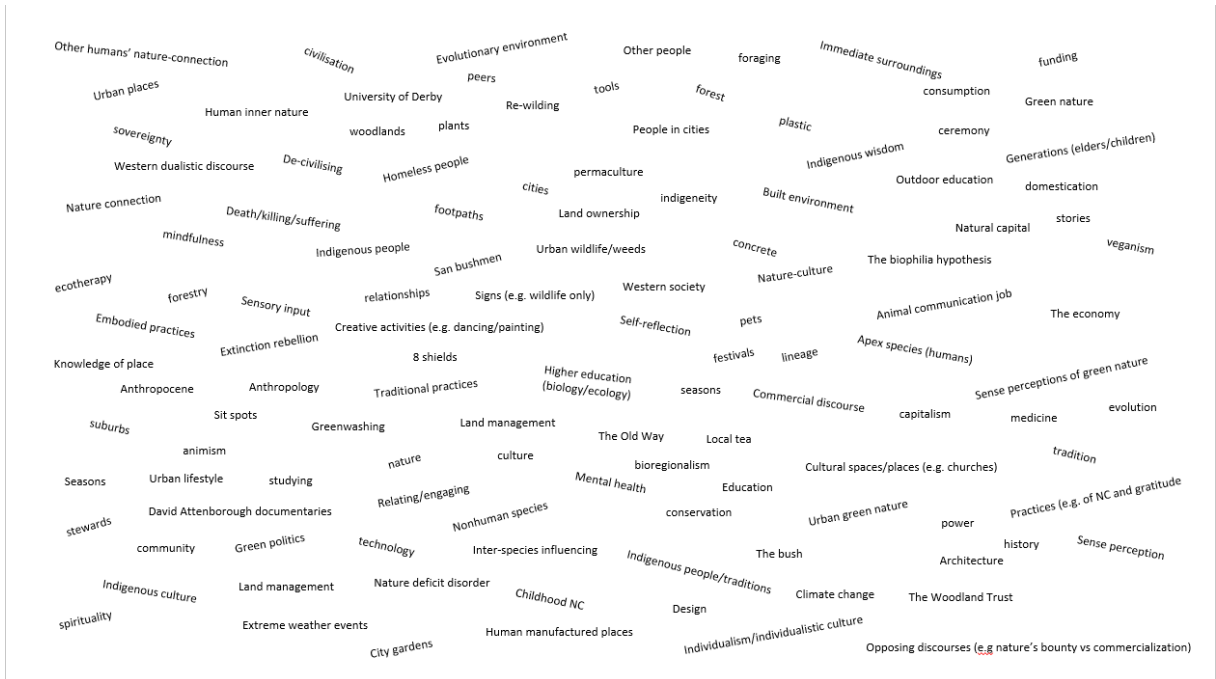 Other humans' nature-connection
civilisation
Evolutionary environment
Other people
foraging
Immediate surroundings
funding
Urban places
peers
University of Derby
tools
forest
consumption
Green nature
Human inner nature
Re-wilding
sovereignty
woodlands
plants
People in cities
plastic
ceremony
Western dualistic discourse
De-civilising
Homeless people
permaculture
Indigenous wisdom
Generations (elders/children)
Outdoor education
domestication
Nature connection
Death/killing/suffering
footpaths
cities
Land ownership
indigeneity
Built environment
Natural capital
stories
mindfulness
Indigenous people
San bushmen
Urban wildlife/weeds
concrete
The biophilia hypothesis
veganism
ecotherapy
forestry
Sensory input
relationships
Signs (e.g. wildlife only)
Western society
Nature-culture
Animal communication job
The economy
Embodied practices
Extinction rebellion
Creative activities (e.g. dancing/painting)
Self-reflection
pets
Knowledge of place
8 shields
festivals
lineage
Apex species (humans)
Anthropocene
Anthropology
Traditional practices
Higher education
(biology/ecology)
seasons
Commercial discourse
Sense perceptions of green nature
suburbs
Sit spots
Greenwashing
Land management
The Old Way
Local tea
capitalism
medicine
evolution
animism
nature
culture
bioregionalism
Cultural spaces/places (e.g. churches)
tradition
Seasons
Urban lifestyle
studying
Relating/engaging
Mental health
Education
stewards
David Attenborough documentaries
Nonhuman species
conservation
Urban green nature
power
Practices (e.g. of NC and gratitude
community
Green politics
technology
Inter-species influencing
Indigenous people/traditions
The bush
history
Architecture
Sense perception
Indigenous culture
Land management
Nature deficit disorder
Childhood NC
Design
Climate change
The Woodland Trust
spirituality
Extreme weather events
City gardens
Human manufactured places
Individualism/individualistic culture
Opposing discourses (e.g nature's bounty vs commercialization)